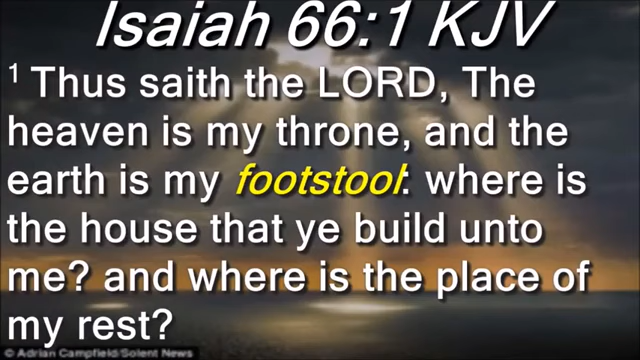 Isaiah 66:1 KJV
1 Thus saith the LORD, The
heaven is my throne, and the
earth is my footstool: where is
the house that ye build unto
me? and where is the place of
my rest?
© Adrian Campfield/Solent News